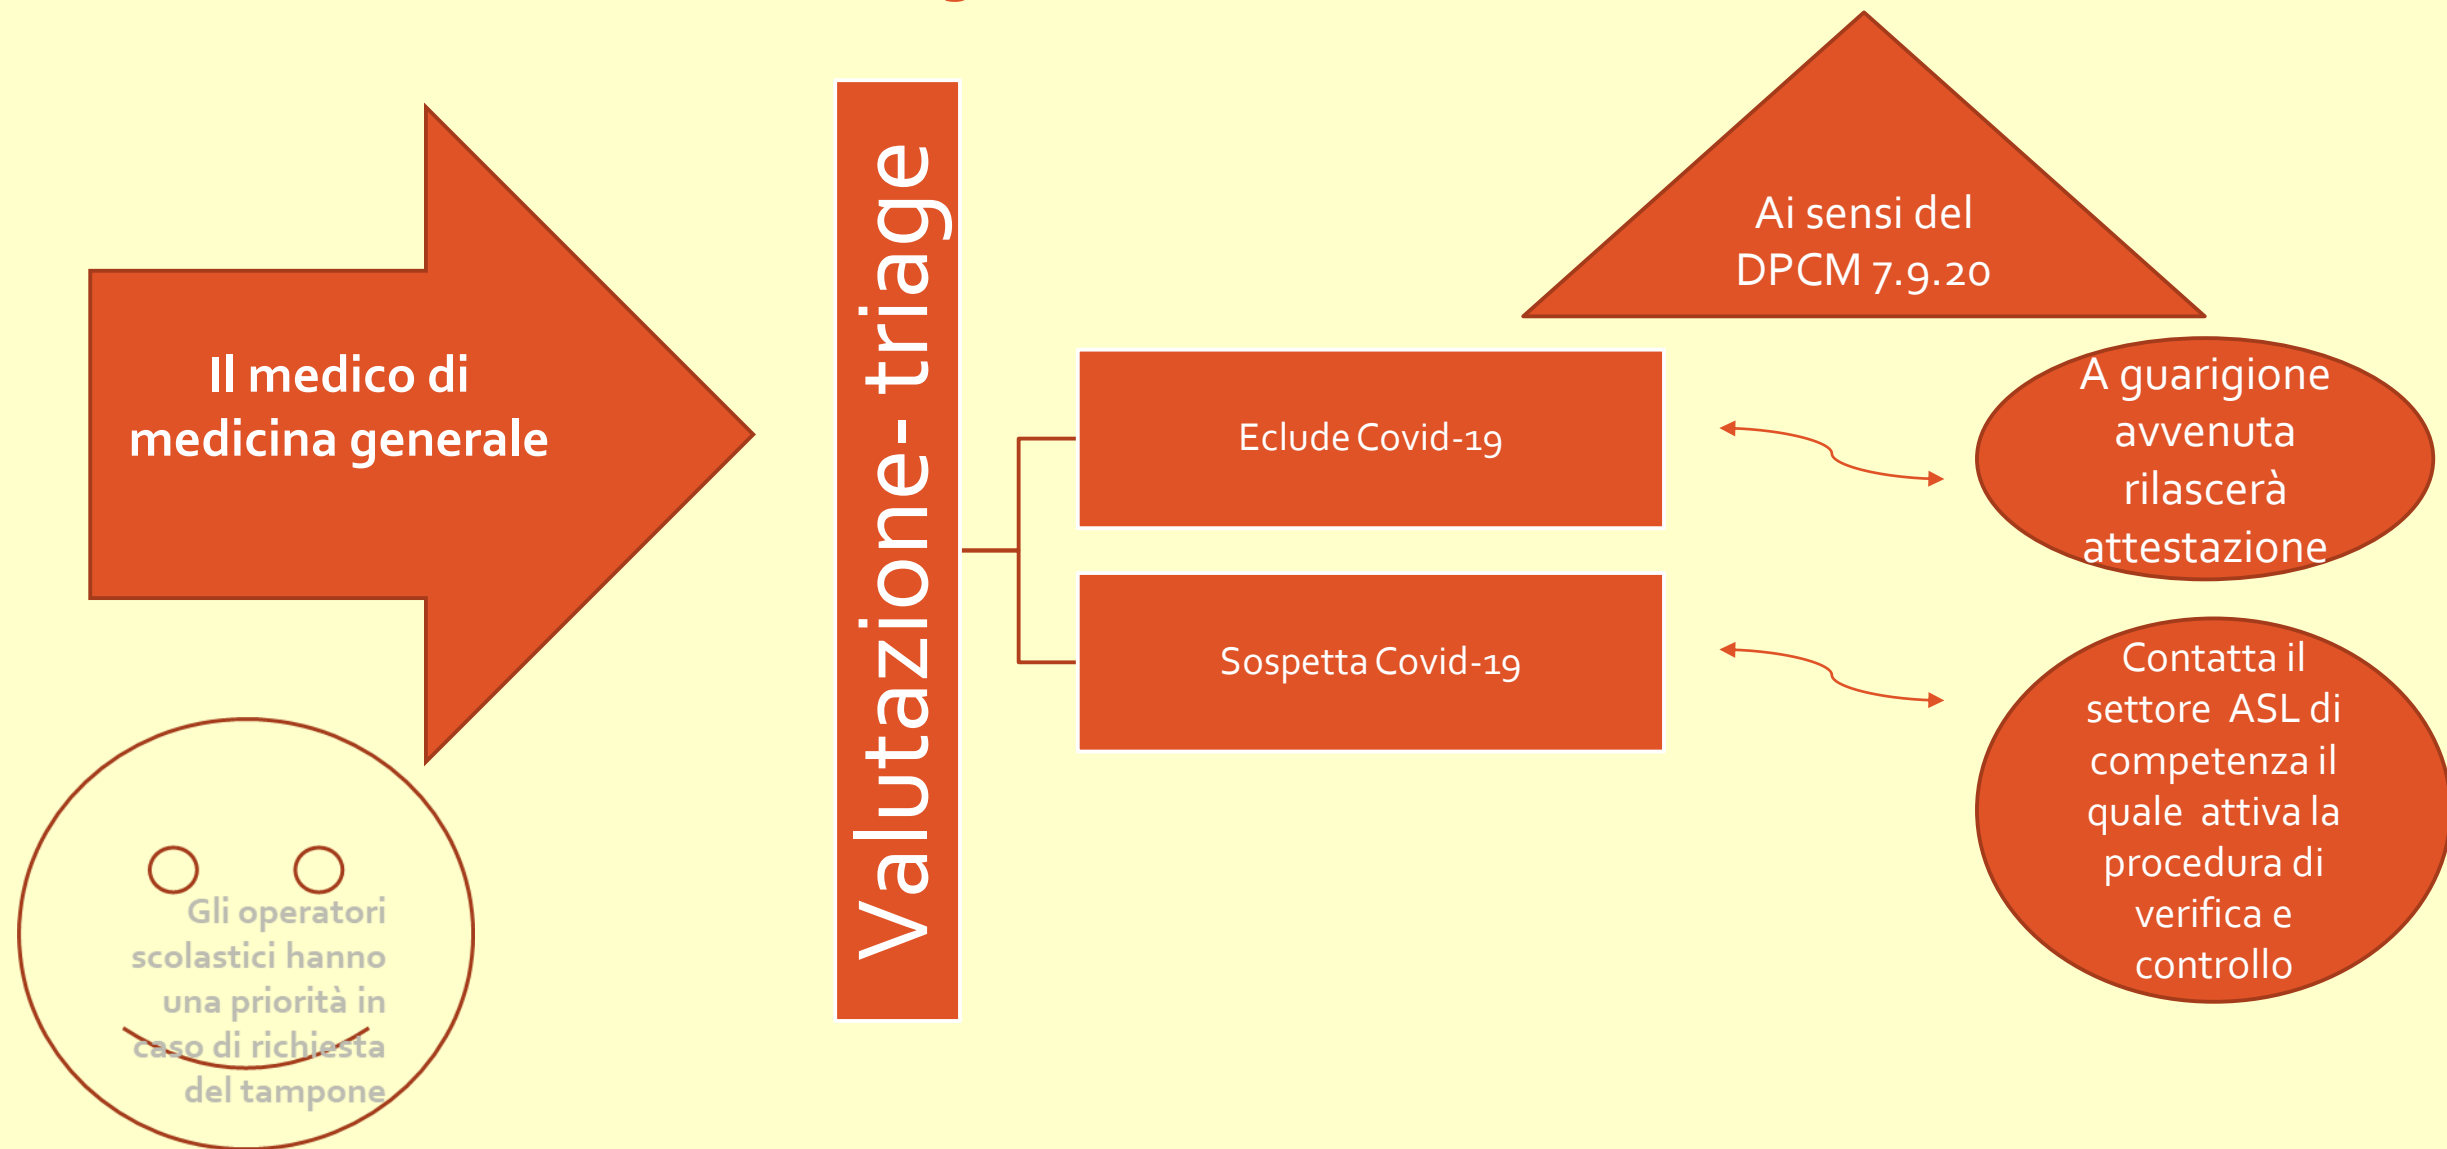 Il medico di
medicina generale
Valutazione- triage
Ai sensi del
DPCM 7.9.20
Eclude Covid-19
A guarigione
avvenuta
rilascerà
attestazione
Sospetta Covid-19
Contatta il
settore ASL di
competenza il
quale attiva la
procedura di
verifica e
controllo
Gli operatori
scolastici hanno
una priorità in
caso di richiesta
del tampone